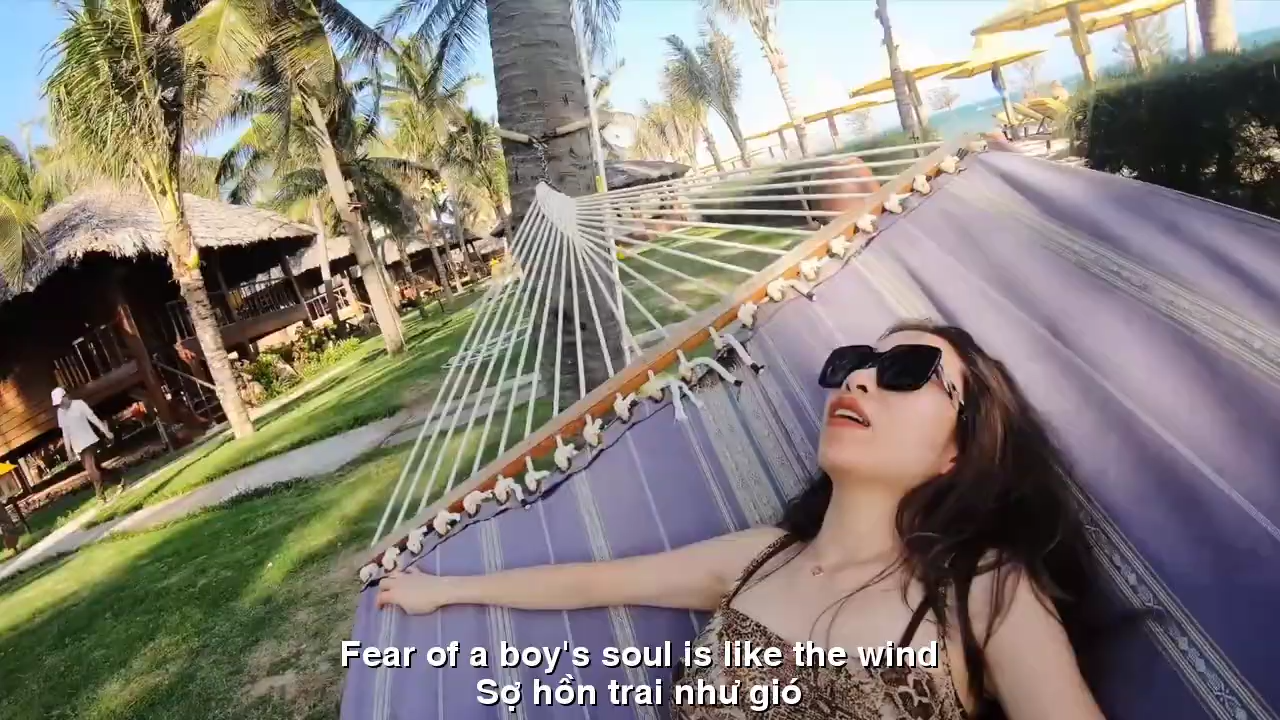 Fear of a boy's soul is like the wind
Sợ hồn trai như gió